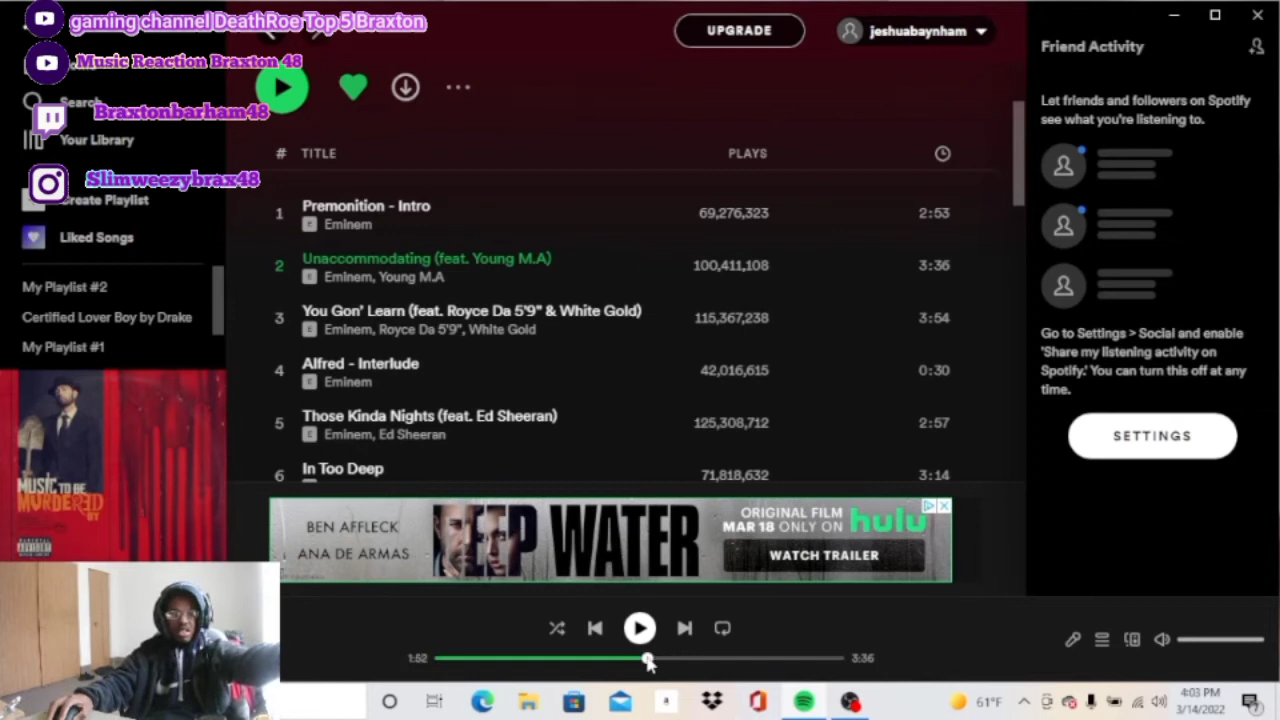 gaming channel DeathRoe Top 5 Braxton
Music Reaction Braxton 48
Braxtonbarham48
Slimweezybrax48
Search
Your Library
Create Playlist
Liked Songs
My Playlist #2
Certified Lover Boy by Drake
My Playlist #1
MUSIC TO BE
MURDERED
BY
UPGRADE
jeshuabaynham
# TITLE PLAYS
1 Premonition - Intro 69,276,323 2:53
E Eminem
2 Unaccommodating (feat. Young M.A) 100,411,108 3:36
E Eminem, Young M.A
3 You Gon' Learn (feat. Royce Da 5'9" & White Gold) 115,367,238 3:54
E Eminem, Royce Da 5'9", White Gold
4 Alfred - Interlude 42,016,615 0:30
E Eminem
5 Those Kinda Nights (feat. Ed Sheeran) 125,308,712 2:57
E Eminem, Ed Sheeran
6 In Too Deep 71,818,632 3:14
BEN AFFLECK
ANA DE ARMAS
DEEP WATER
ORIGINAL FILM
MAR 18 ONLY ON hulu
WATCH TRAILER
Friend Activity
Let friends and followers on Spotify
see what you're listening to.
Go to Settings > Social and enable
'Share my listening activity on
Spotify.' You can turn this off at any
time.
SETTINGS
1:52 3:36
61°F
4:03 PM
3/14/2022